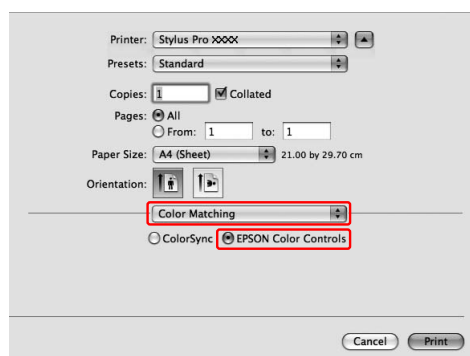 Printer: Stylus Pro XXXX
Presets: Standard
Copies: 1 Collated
Pages: All
From: 1 to: 1
Paper Size: A4 (Sheet) 21.00 by 29.70 cm
Orientation:
Color Matching
ColorSync EPSON Color Controls
Cancel Print